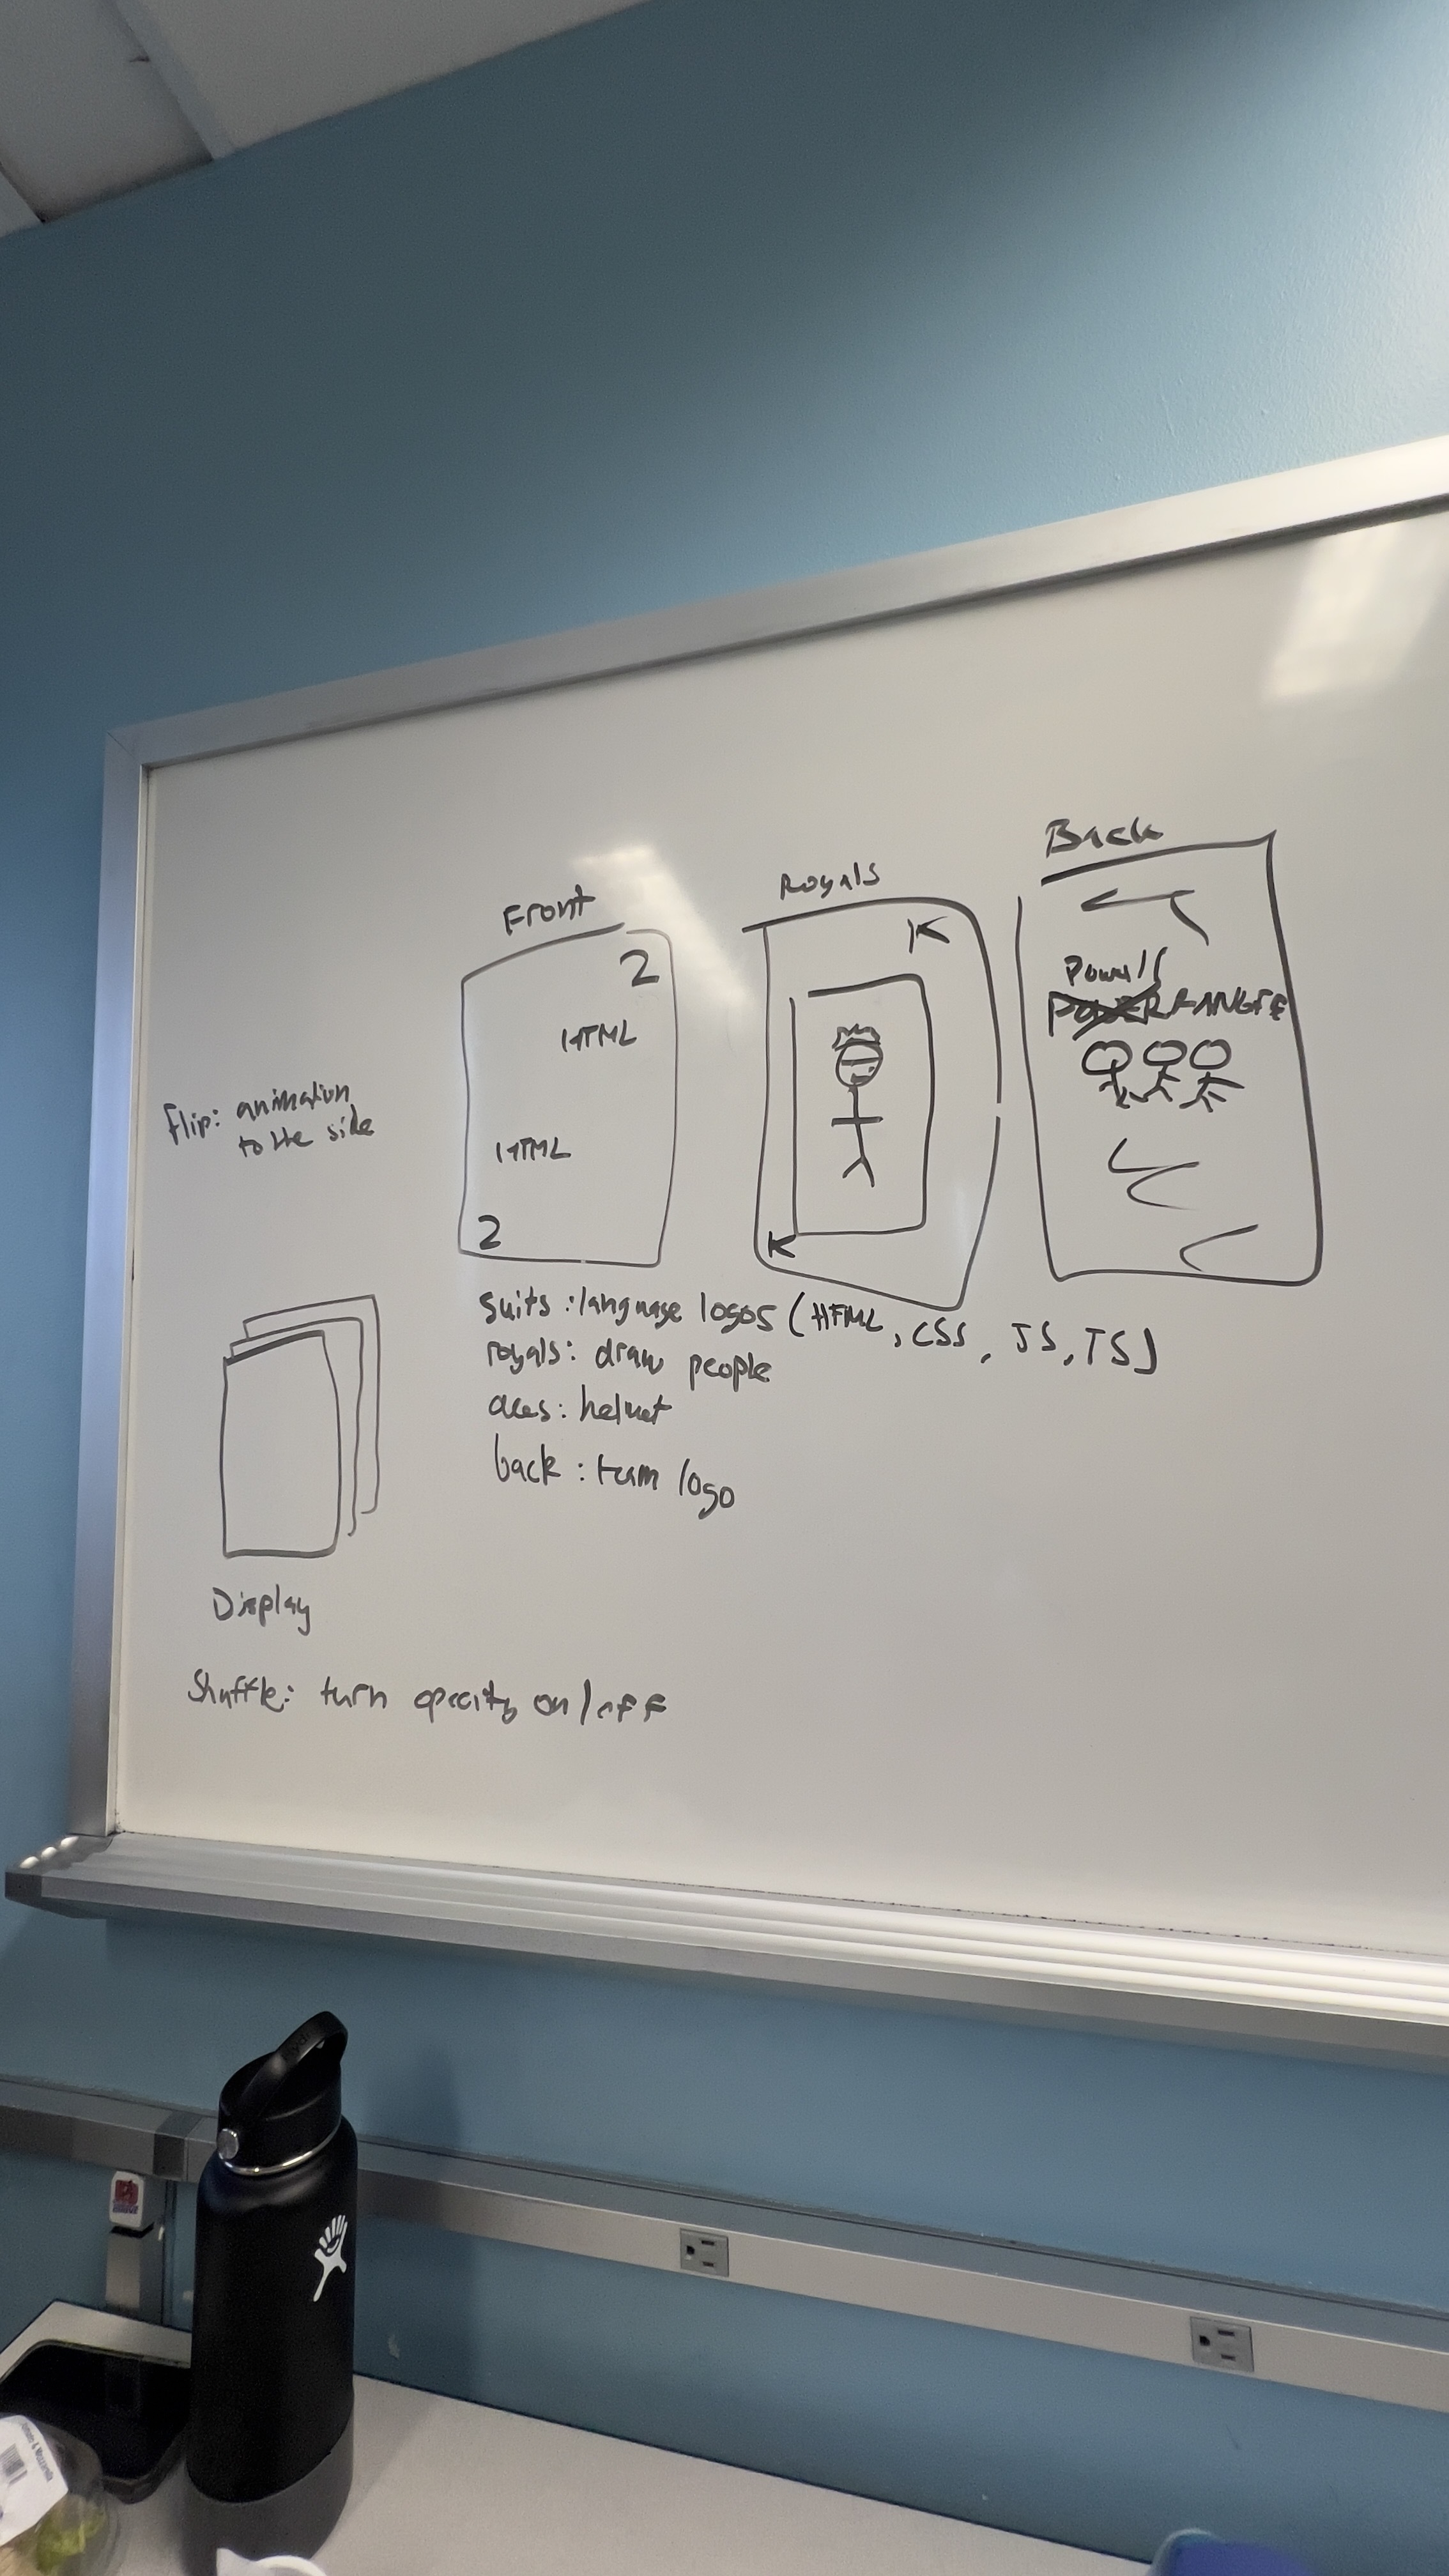 Front
Royals
Back
2
HTML
HTML
2
K
K
Powell
POWER RANGERS
flip: animation
to the side
suits: language logos (HTML, CSS, JS, TS)
royals: draw people
aces: helmet
back: team logo
Display
Shuffle: turn opacity on/off